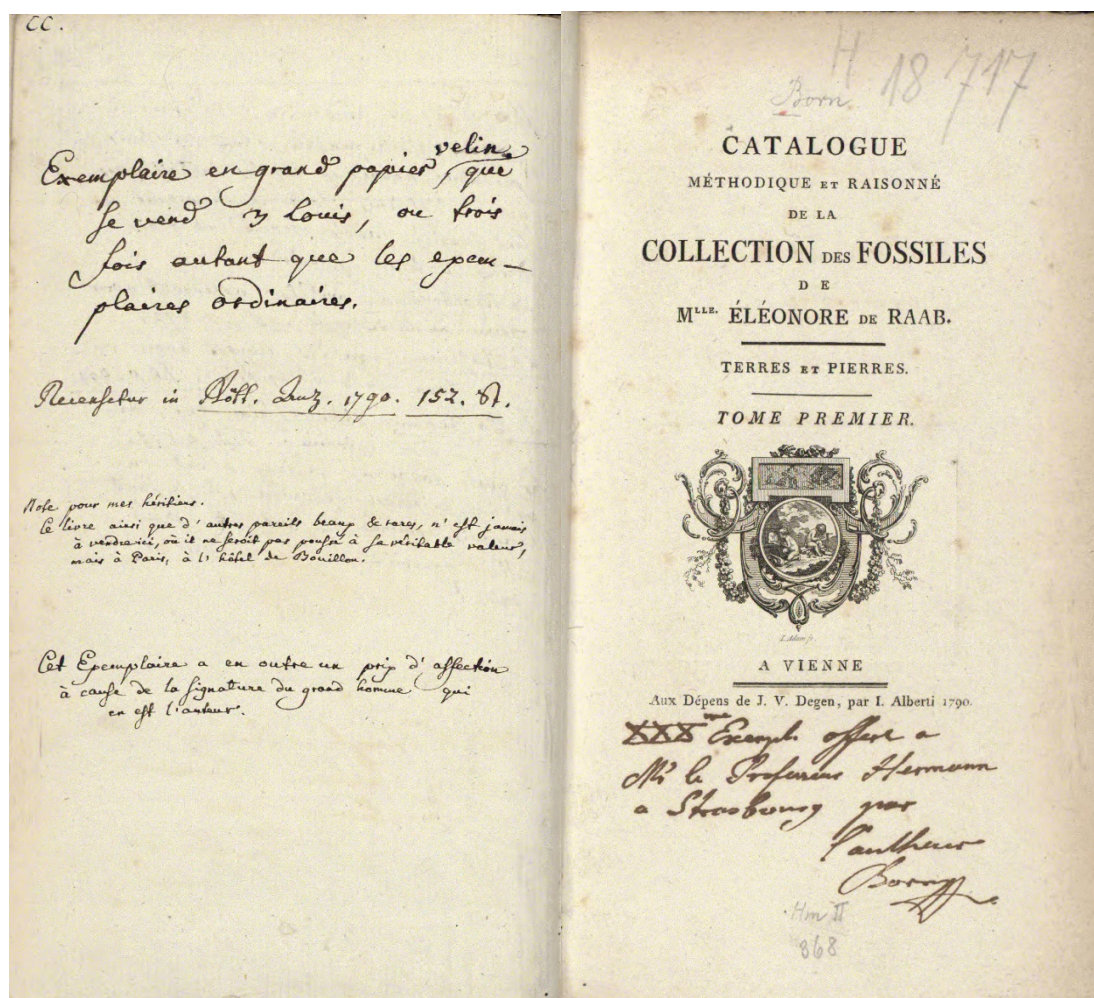 CC.
Exemplaire en grand papier velin, que
se vend 3 Louis, ou trois
fois autant que les exem-
plaires ordinaires.
Recensetur in Gött. Anz. 1790. 152. St.
Note pour mes héritiers.
Ce livre ainsi que d'autres pareils beaux & rares, n'est jamais
à vendre ici, où il ne seroit pas poussé à sa véritable valeur,
mais à Paris, à l'hôtel de Bouillon.
Cet Exemplaire a en outre un prix d'affection
à cause de la signature du grand homme qui
en est l'auteur.
H 18 717
Born
CATALOGUE
MÉTHODIQUE ET RAISONNÉ
DE LA
COLLECTION DES FOSSILES
DE
MLLE. ÉLÉONORE DE RAAB.
TERRES ET PIERRES.
TOME PREMIER.
A VIENNE
Aux Dépens de J. V. Degen, par I. Alberti 1790.
XXXme Exempl. offert a
Mr le Professeur Hermann
a Strasbourg par
l'autheur
Born
Hm II
868